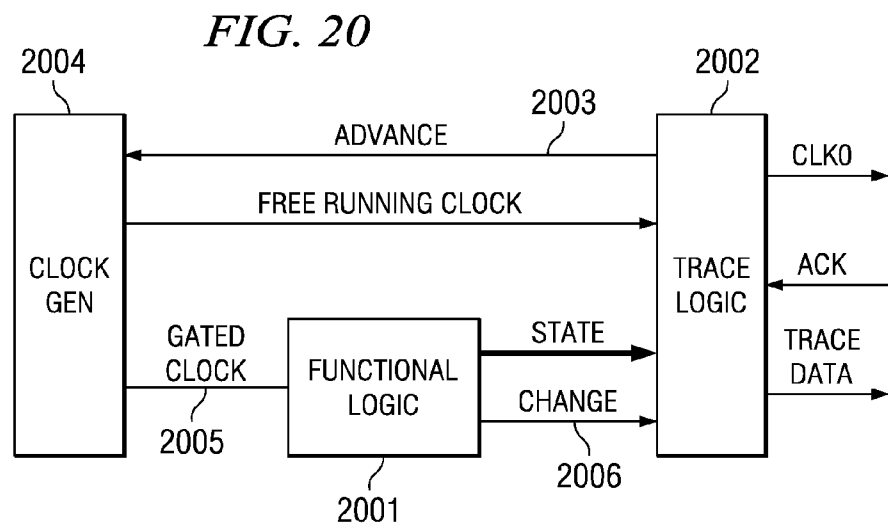 FIG. 20
2004
2002
2003
ADVANCE
CLK0
FREE RUNNING CLOCK
CLOCK
GEN
TRACE
LOGIC
ACK
GATED
CLOCK
FUNCTIONAL
LOGIC
STATE
TRACE
DATA
CHANGE
2005
2006
2001